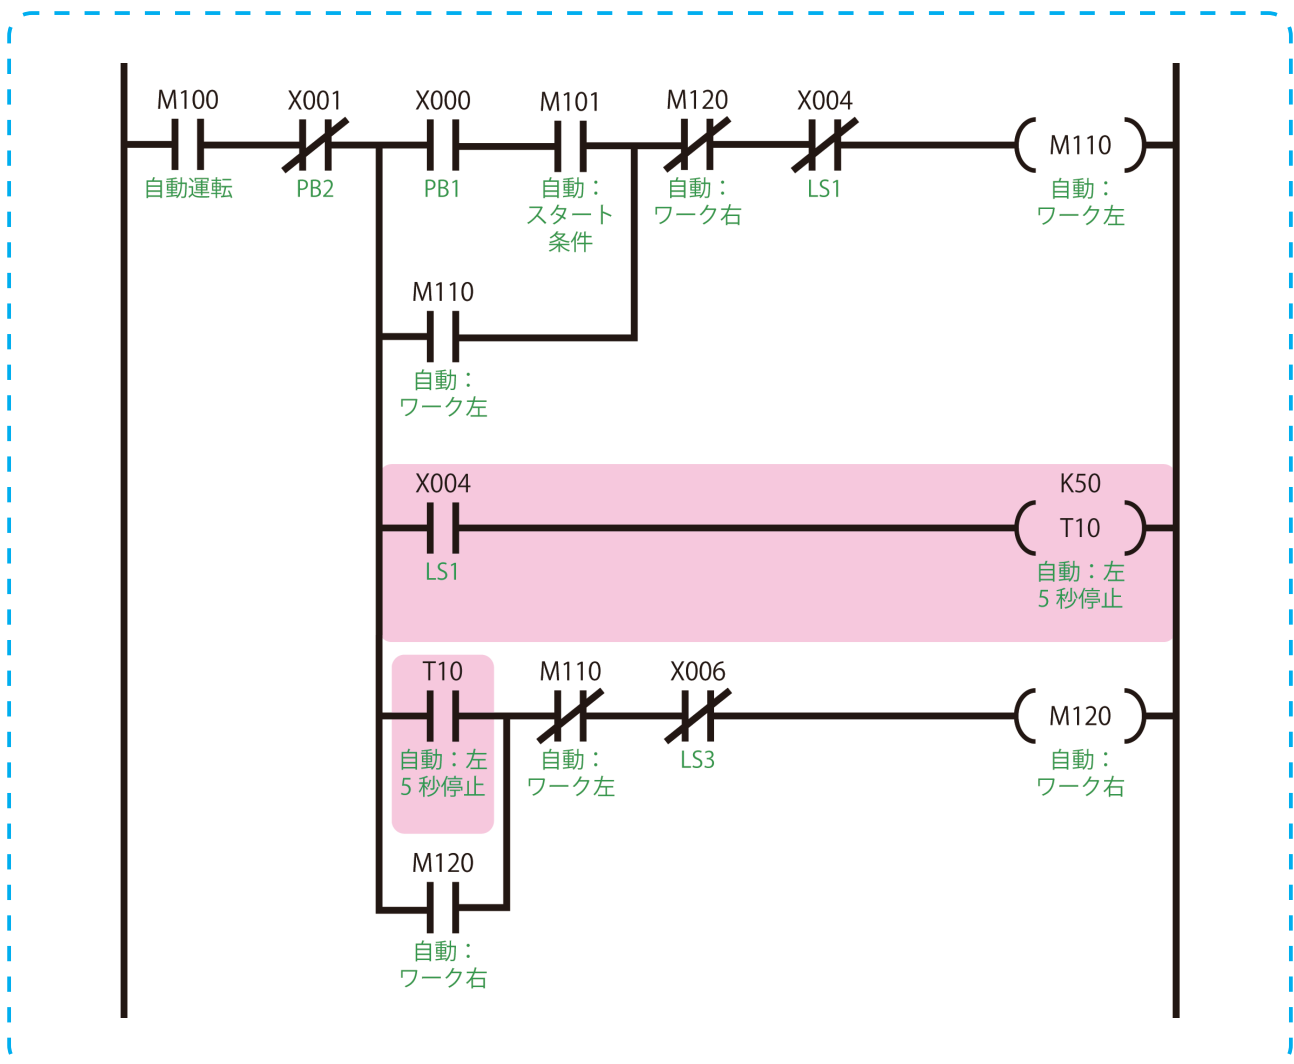 M100 X001 X000 M101 M120 X004
M110
自動運転 PB2 PB1 自動： 自動： LS1 自動：
スタート ワーク右 ワーク左
条件
M110
自動：
ワーク左
X004 K50
T10
LS1 自動：左
5 秒停止
T10 M110 X006
M120
自動：左 自動： LS3 自動：
5 秒停止 ワーク左 ワーク右
M120
自動：
ワーク右